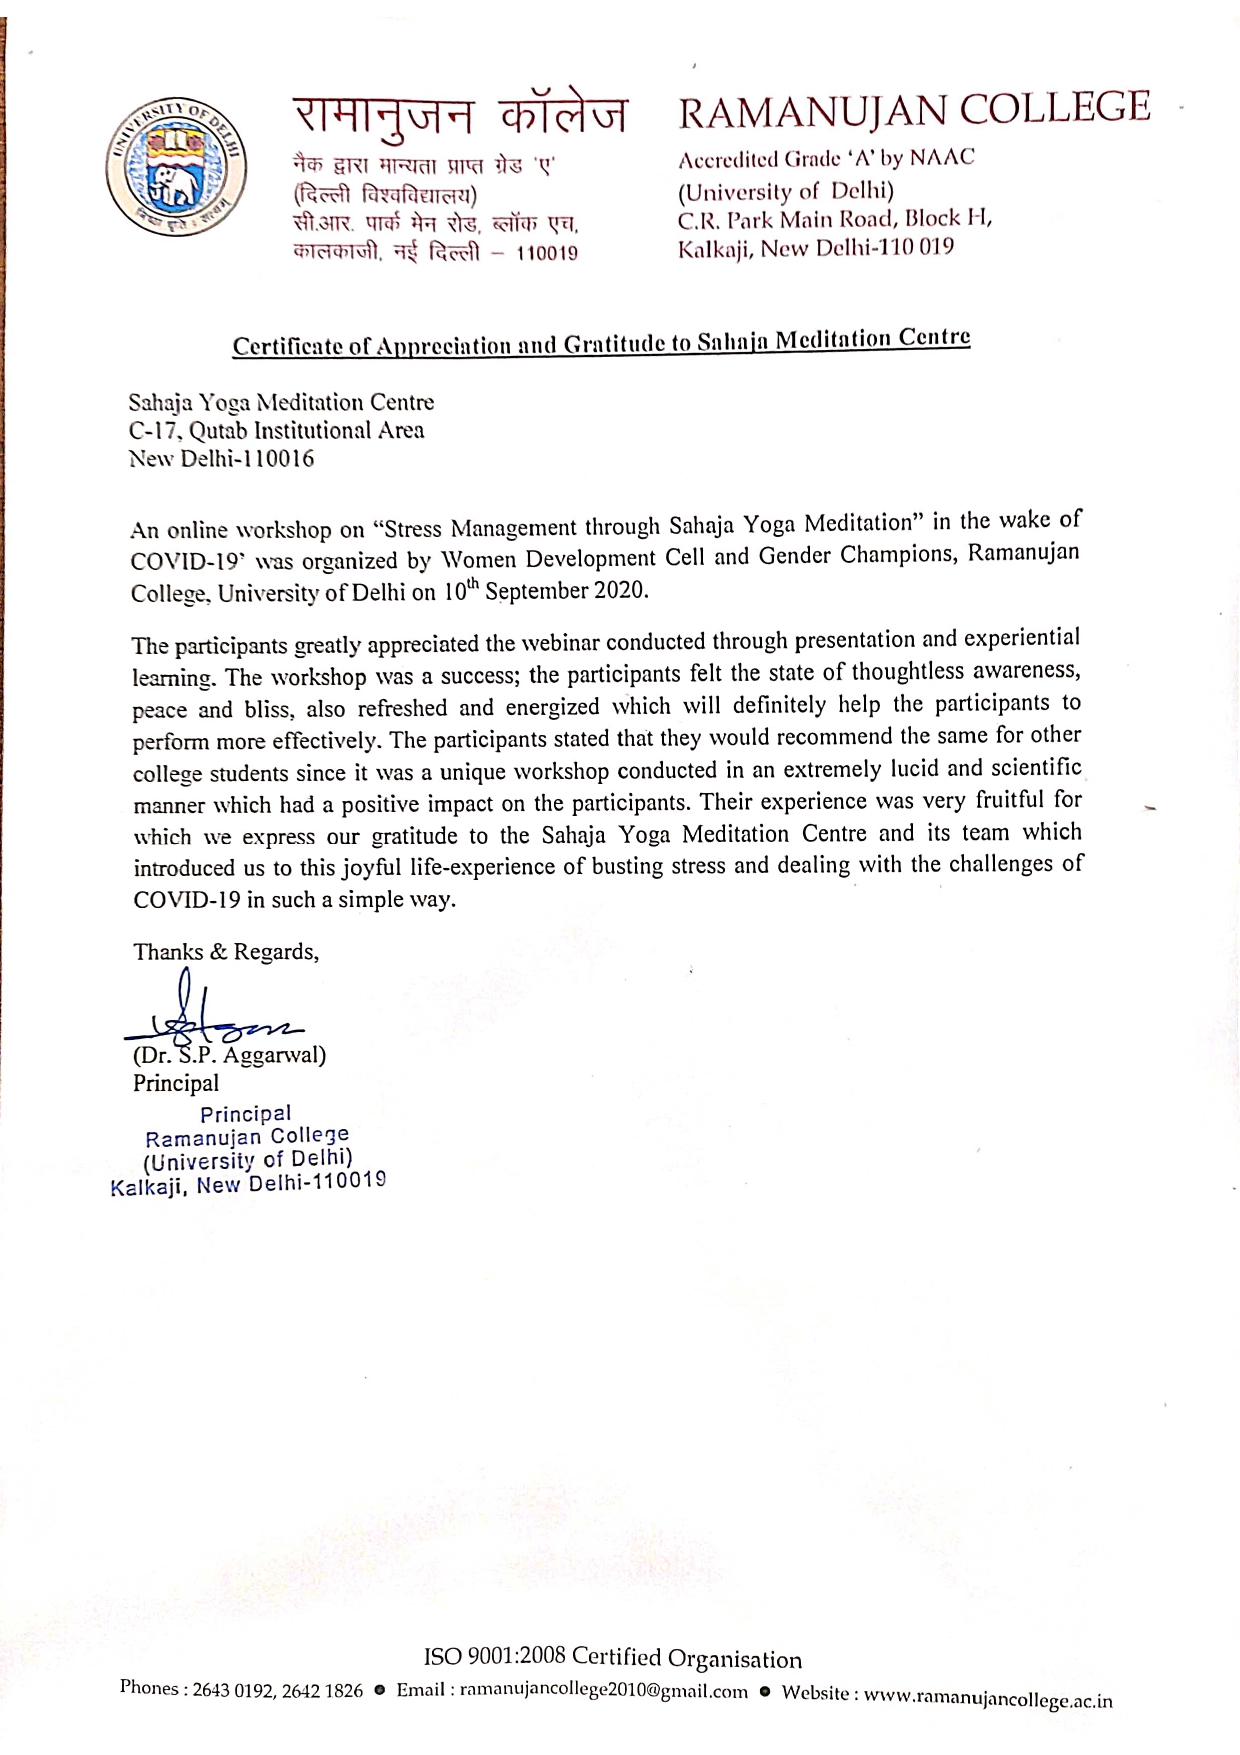 UNIVERSITY OF DELHI
रामानुजन कॉलेज
नैक द्वारा मान्यता प्राप्त ग्रेड 'ए'
(दिल्ली विश्वविद्यालय)
सी.आर. पार्क मेन रोड, ब्लॉक एच,
कालकाजी, नई दिल्ली – 110019
RAMANUJAN COLLEGE
Accredited Grade ‘A’ by NAAC
(University of Delhi)
C.R. Park Main Road, Block H,
Kalkaji, New Delhi-110 019
Certificate of Appreciation and Gratitude to Sahaja Meditation Centre
Sahaja Yoga Meditation Centre
C-17, Qutab Institutional Area
New Delhi-110016
An online workshop on “Stress Management through Sahaja Yoga Meditation” in the wake of
COVID-19’ was organized by Women Development Cell and Gender Champions, Ramanujan
College, University of Delhi on 10th September 2020.
The participants greatly appreciated the webinar conducted through presentation and experiential
learning. The workshop was a success; the participants felt the state of thoughtless awareness,
peace and bliss, also refreshed and energized which will definitely help the participants to
perform more effectively. The participants stated that they would recommend the same for other
college students since it was a unique workshop conducted in an extremely lucid and scientific
manner which had a positive impact on the participants. Their experience was very fruitful for
which we express our gratitude to the Sahaja Yoga Meditation Centre and its team which
introduced us to this joyful life-experience of busting stress and dealing with the challenges of
COVID-19 in such a simple way.
Thanks & Regards,
(Dr. S.P. Aggarwal)
Principal
Principal
Ramanujan College
(University of Delhi)
Kalkaji, New Delhi-110019
ISO 9001:2008 Certified Organisation
Phones : 2643 0192, 2642 1826 ● Email : ramanujancollege2010@gmail.com ● Website : www.ramanujancollege.ac.in